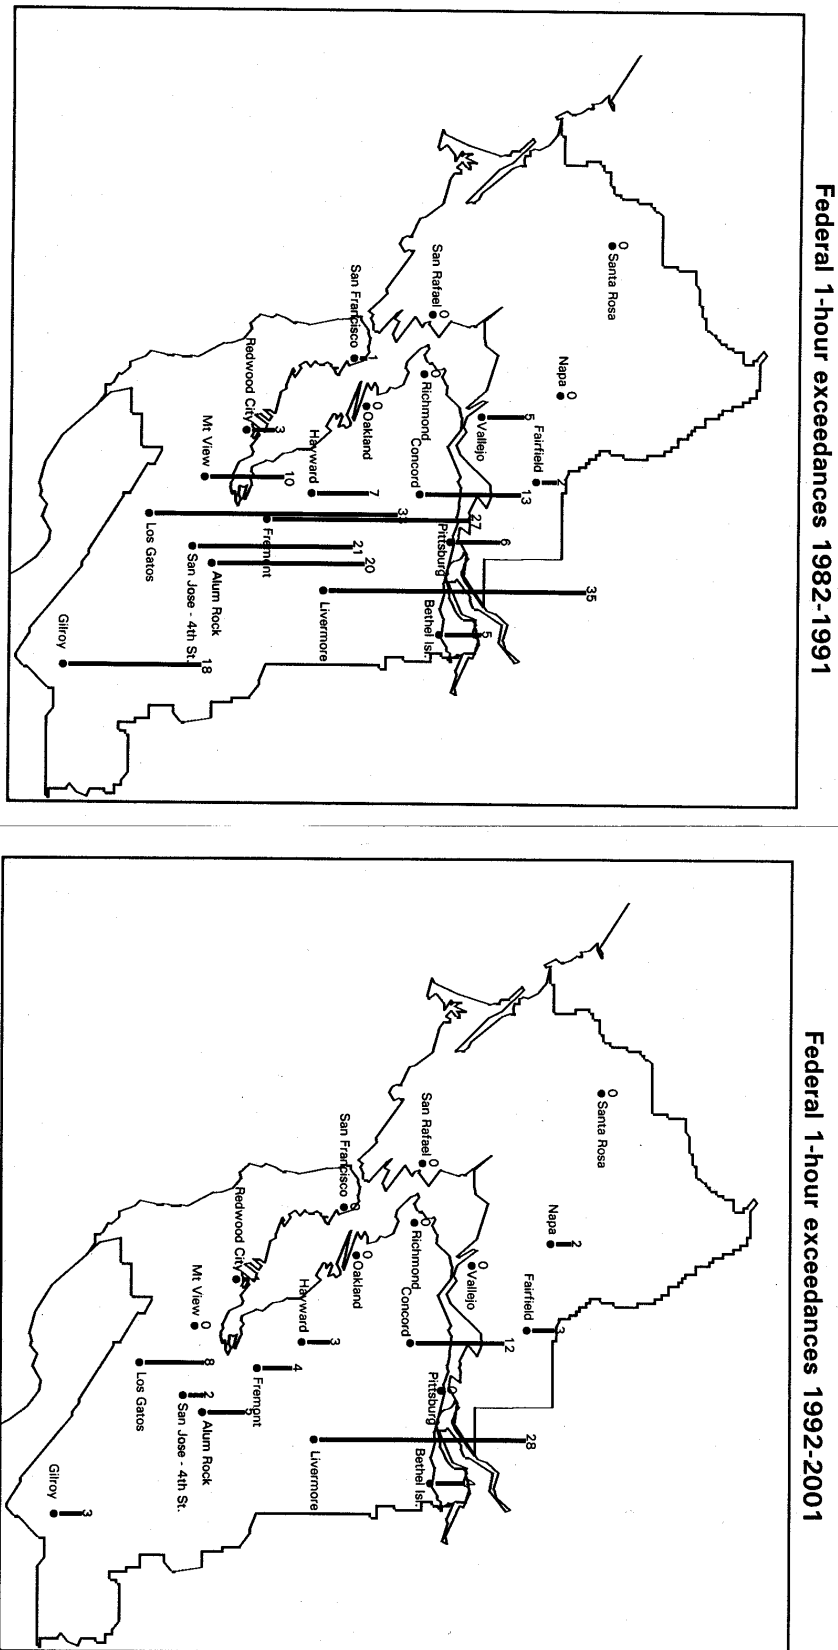 Federal 1-hour exceedances 1982-1991
0
Santa Rosa
Napa
0
Fairfield
2
5
Vallejo
13
Concord
San Rafael
0
0
Richmond
6
Pittsburg
35
Livermore
5
Bethel Isl.
San Francisco
1
0
Oakland
Hayward
7
27
Fremont
Redwood City
3
Mt View
10
Los Gatos
21
San Jose - 4th St.
20
Alum Rock
Gilroy
18
Federal 1-hour exceedances 1992-2001
0
Santa Rosa
Napa
2
Fairfield
3
0
Vallejo
12
Concord
San Rafael
0
0
Richmond
0
Pittsburg
28
Livermore
4
Bethel Isl.
San Francisco
0
0
Oakland
Hayward
3
4
Fremont
Redwood City
Mt View
0
8
Los Gatos
2
San Jose - 4th St.
5
Alum Rock
Gilroy
3